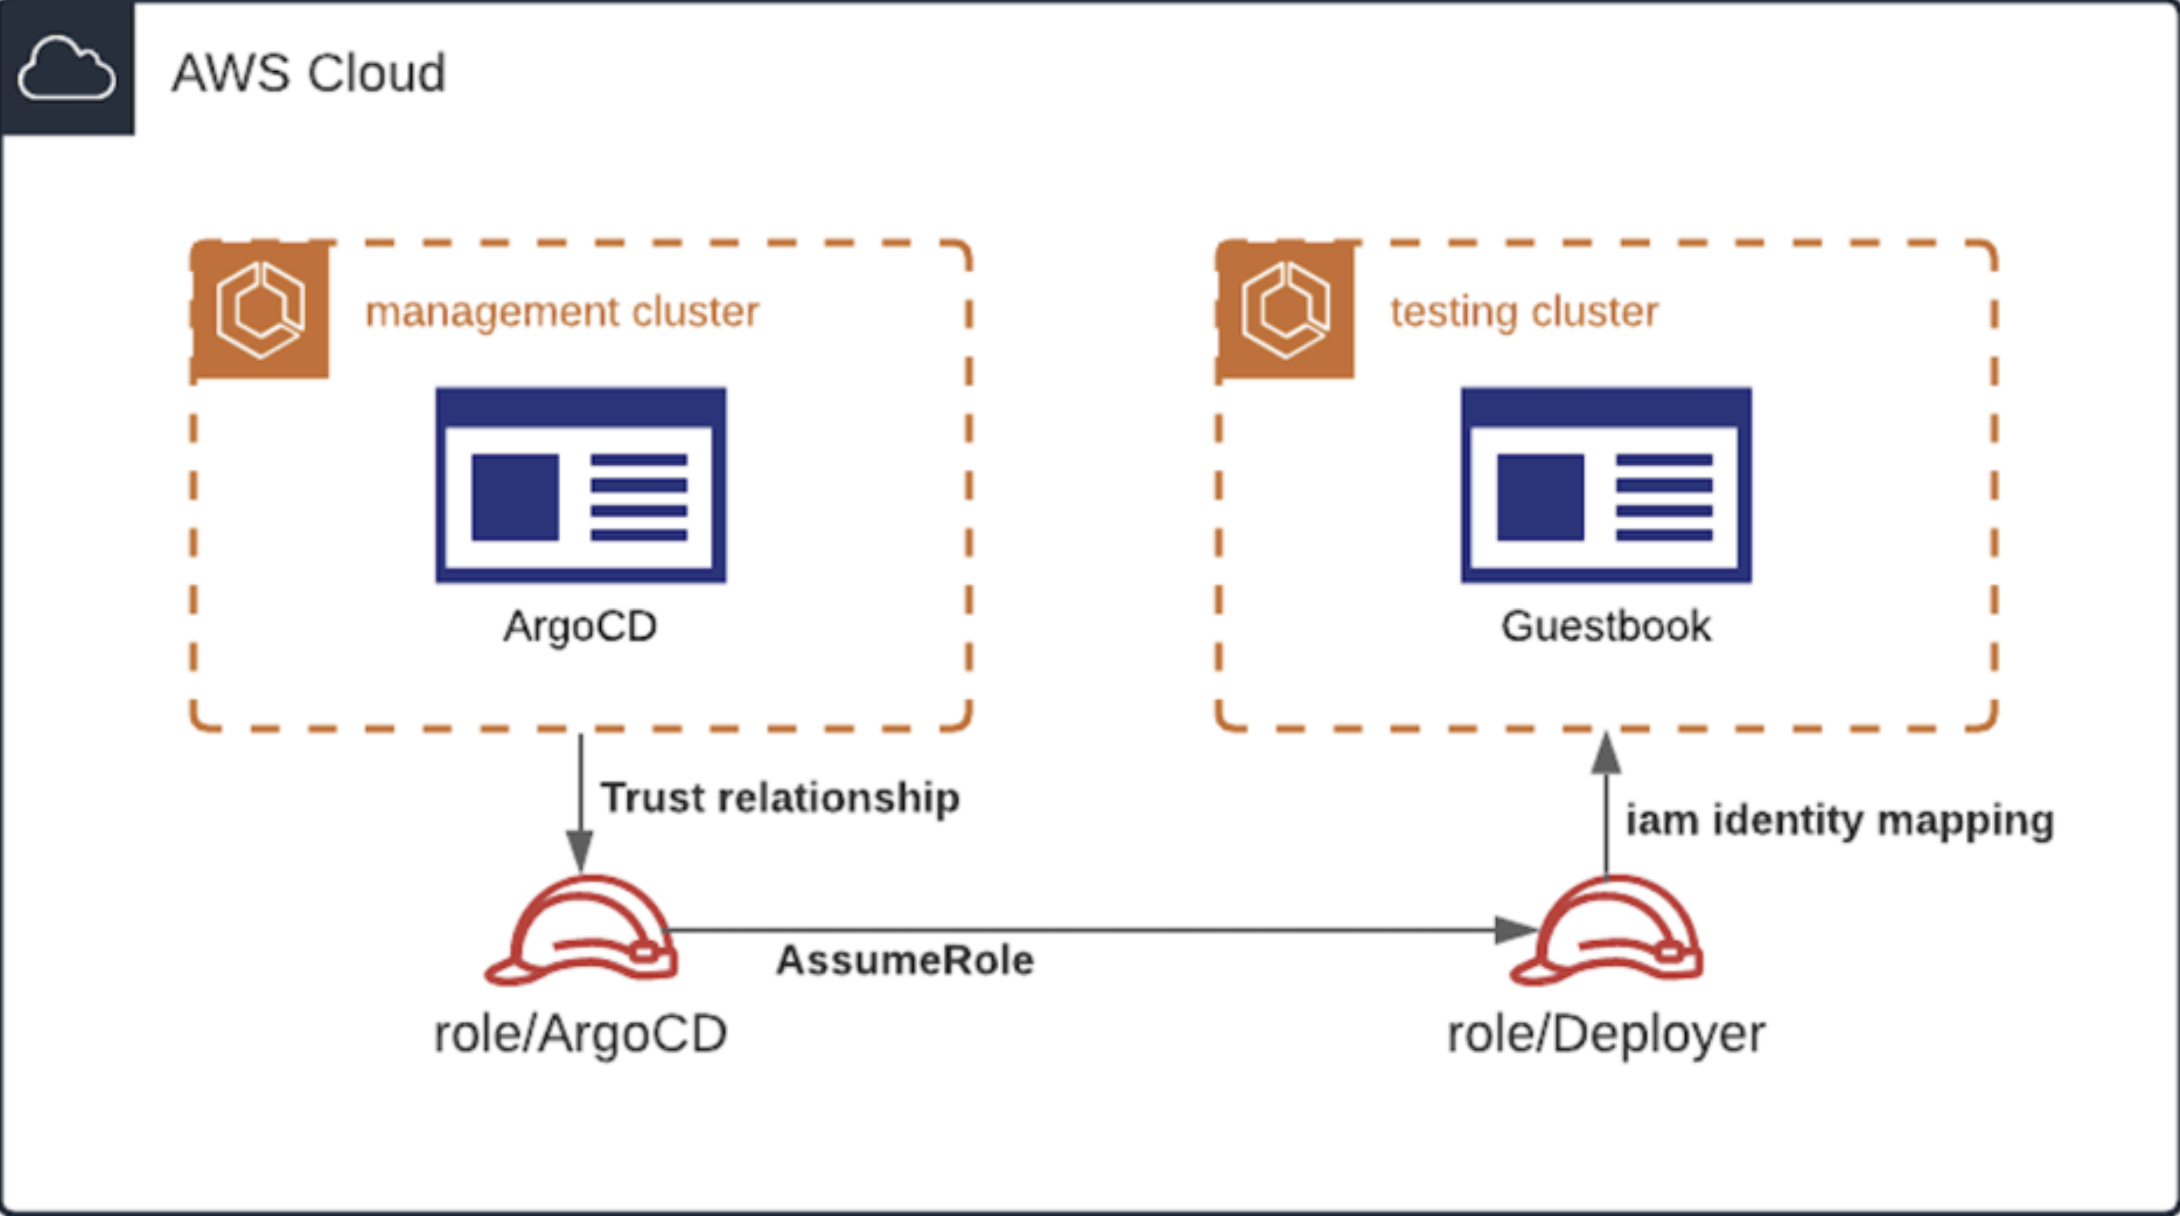 AWS Cloud
management cluster
testing cluster
ArgoCD
Guestbook
Trust relationship
iam identity mapping
AssumeRole
role/ArgoCD
role/Deployer